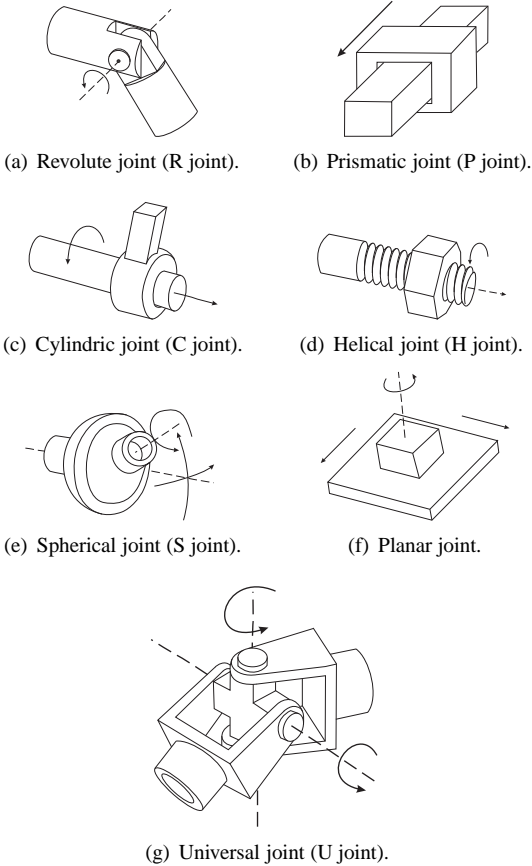 (a) Revolute joint (R joint).
(b) Prismatic joint (P joint).
(c) Cylindric joint (C joint).
(d) Helical joint (H joint).
(e) Spherical joint (S joint).
(f) Planar joint.
(g) Universal joint (U joint).